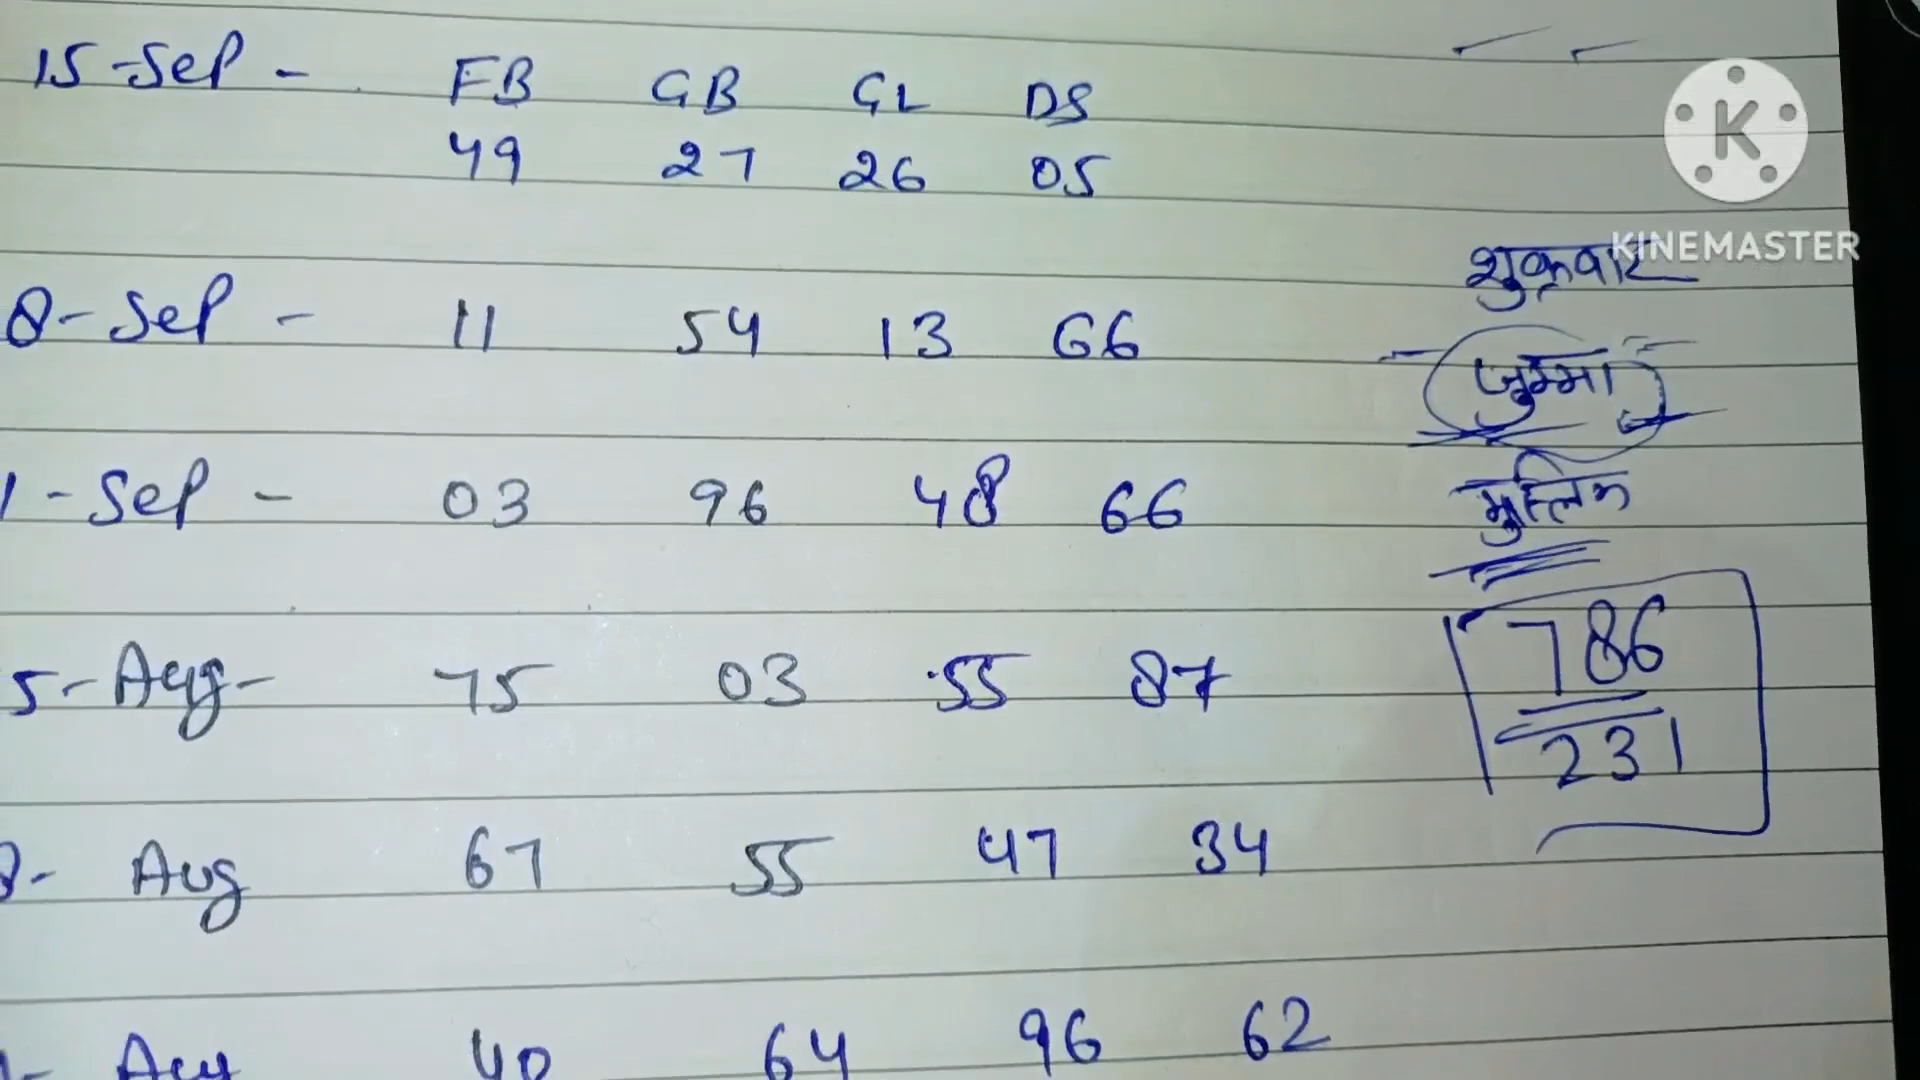 15-Sep - FB GB GL DS
49 27 26 05
K
KINEMASTER
शुक्रवार
8-Sep - 11 54 13 66
जुम्मा
1-Sep - 03 96 48 66
मुस्लिम
5-Aug- 75 03 55 87
786
231
Aug 67 55 47 34
Aug 40 64 96 62